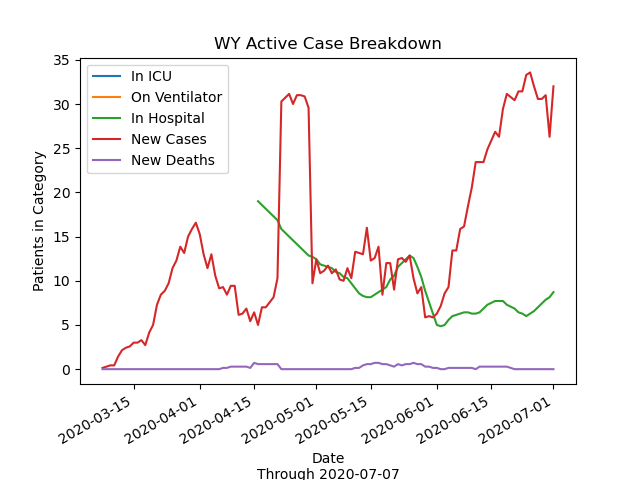 WY Active Case Breakdown
Patients in Category
35
30
25
20
15
10
5
0
In ICU
On Ventilator
In Hospital
New Cases
New Deaths
2020-03-15
2020-04-01
2020-04-15
2020-05-01
2020-05-15
2020-06-01
2020-06-15
2020-07-01
Date
Through 2020-07-07